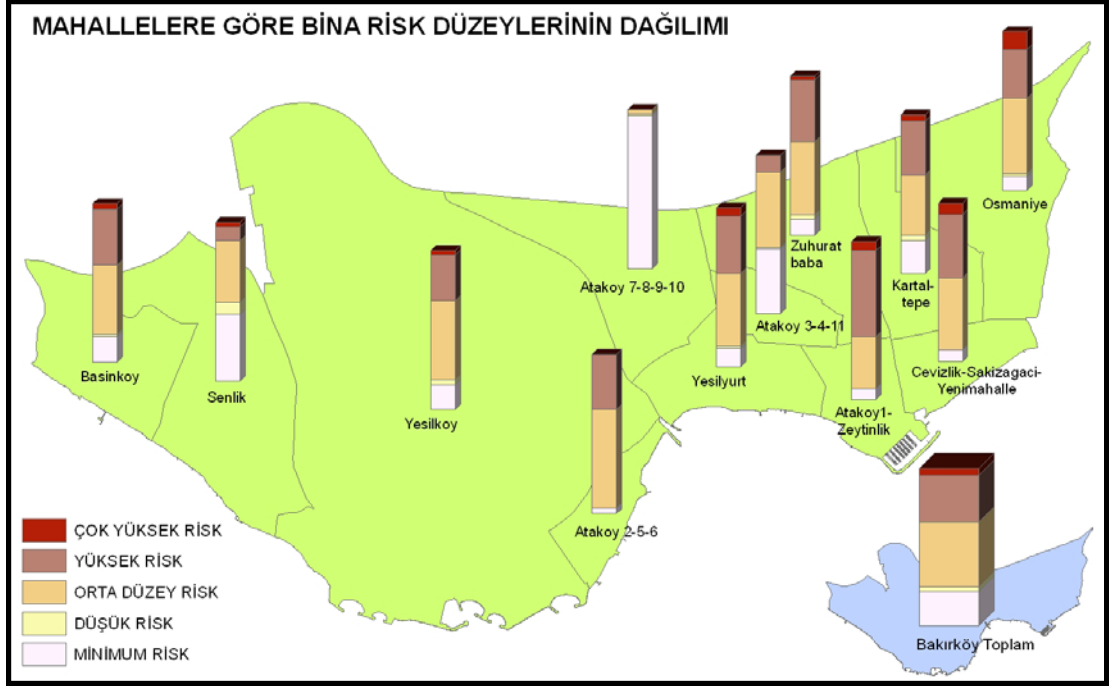 MAHALLELERE GÖRE BİNA RİSK DÜZEYLERİNİN DAĞILIMI
Osmaniye
Zuhurat
baba
Kartal-
tepe
Atakoy 7-8-9-10
Atakoy 3-4-11
Basinkoy
Senlik
Yesilkoy
Yesilyurt
Cevizlik-Sakizagaci-
Yenimahalle
Atakoy1-
Zeytinlik
Atakoy 2-5-6
ÇOK YÜKSEK RİSK
YÜKSEK RİSK
ORTA DÜZEY RİSK
DÜŞÜK RİSK
MİNİMUM RİSK
Bakırköy Toplam